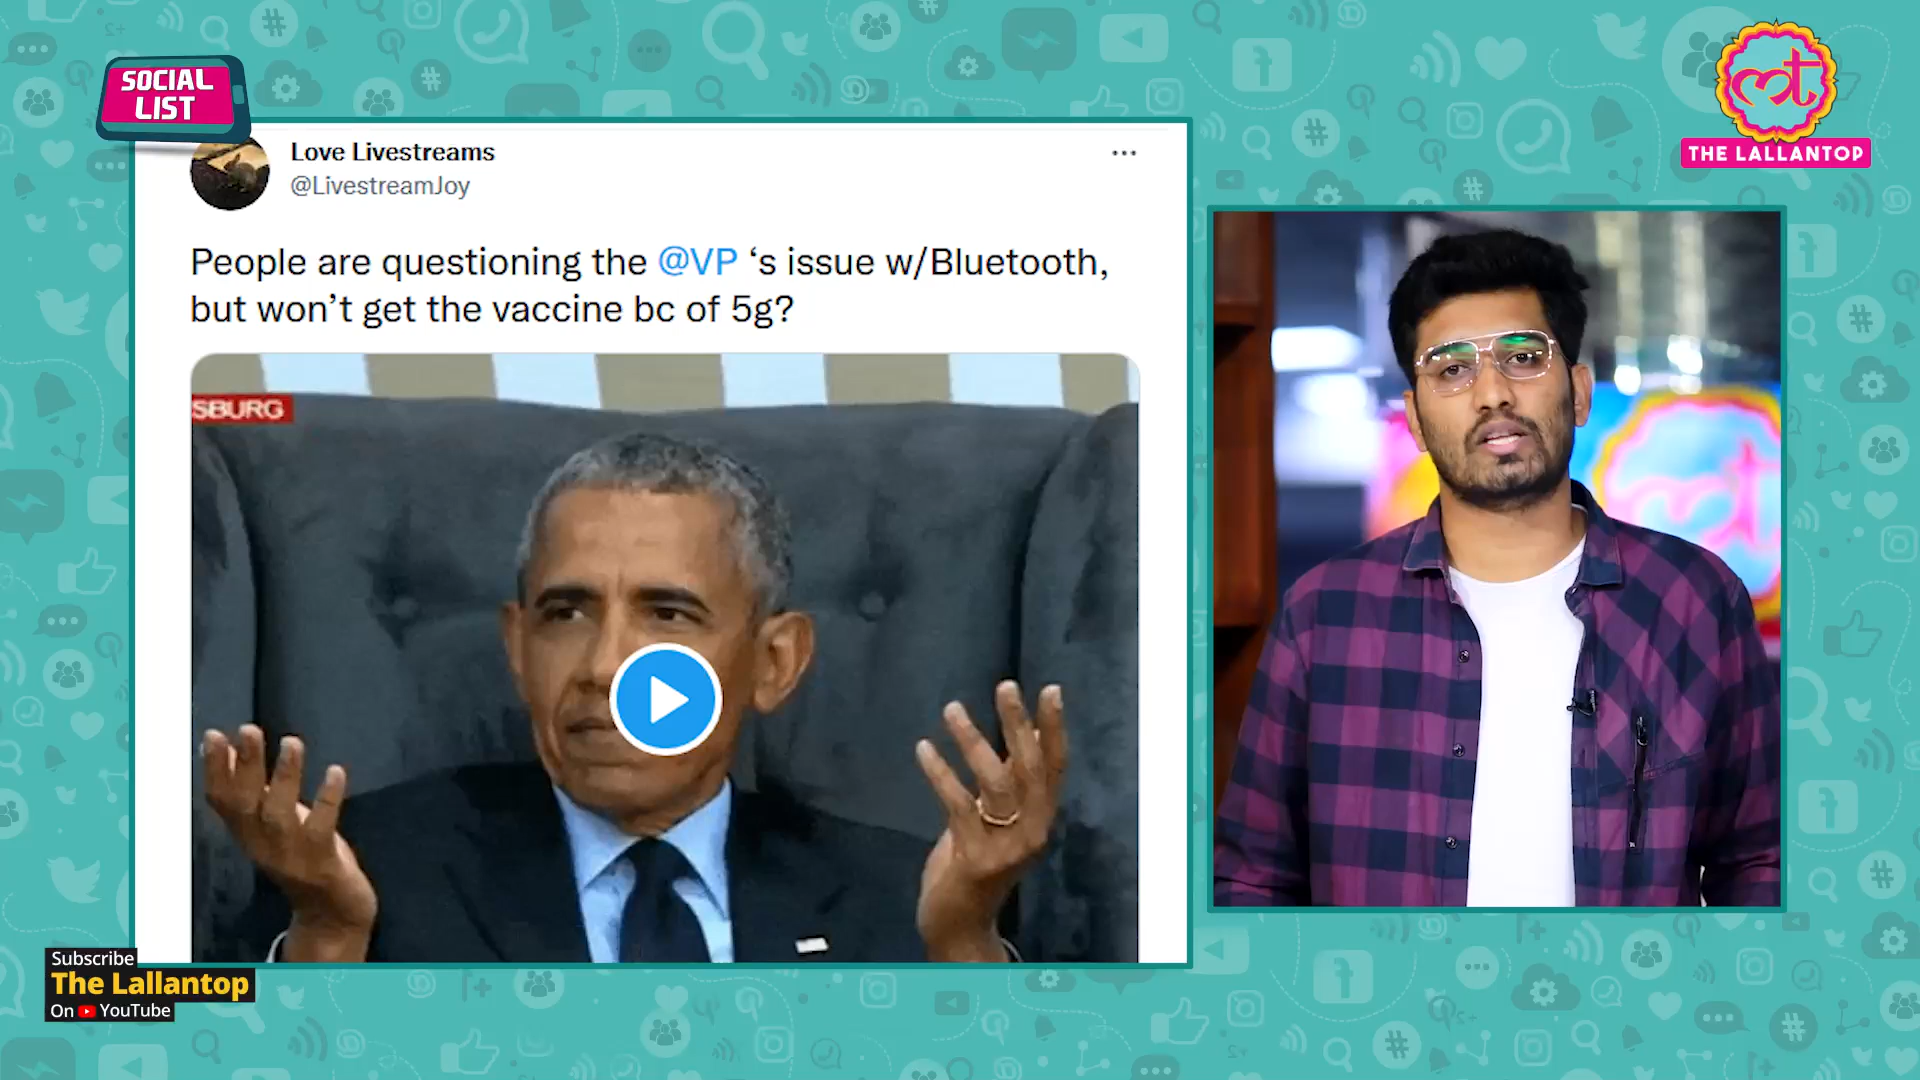 SOCIAL
LIST
Love Livestreams
@LivestreamJoy
People are questioning the @VP ‘s issue w/Bluetooth,
but won’t get the vaccine bc of 5g?
SBURG
THE LALLANTOP
Subscribe
The Lallantop
On YouTube